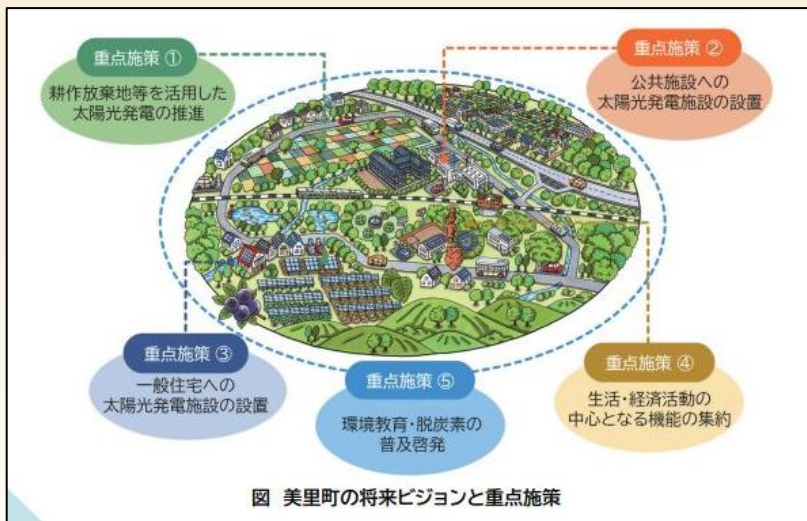 重点施策 ①
耕作放棄地等を活用した
太陽光発電の推進
重点施策 ②
公共施設への
太陽光発電施設の設置
重点施策 ③
一般住宅への
太陽光発電施設の設置
重点施策 ④
生活・経済活動の
中心となる機能の集約
重点施策 ⑤
環境教育・脱炭素の
普及啓発
図 美里町の将来ビジョンと重点施策